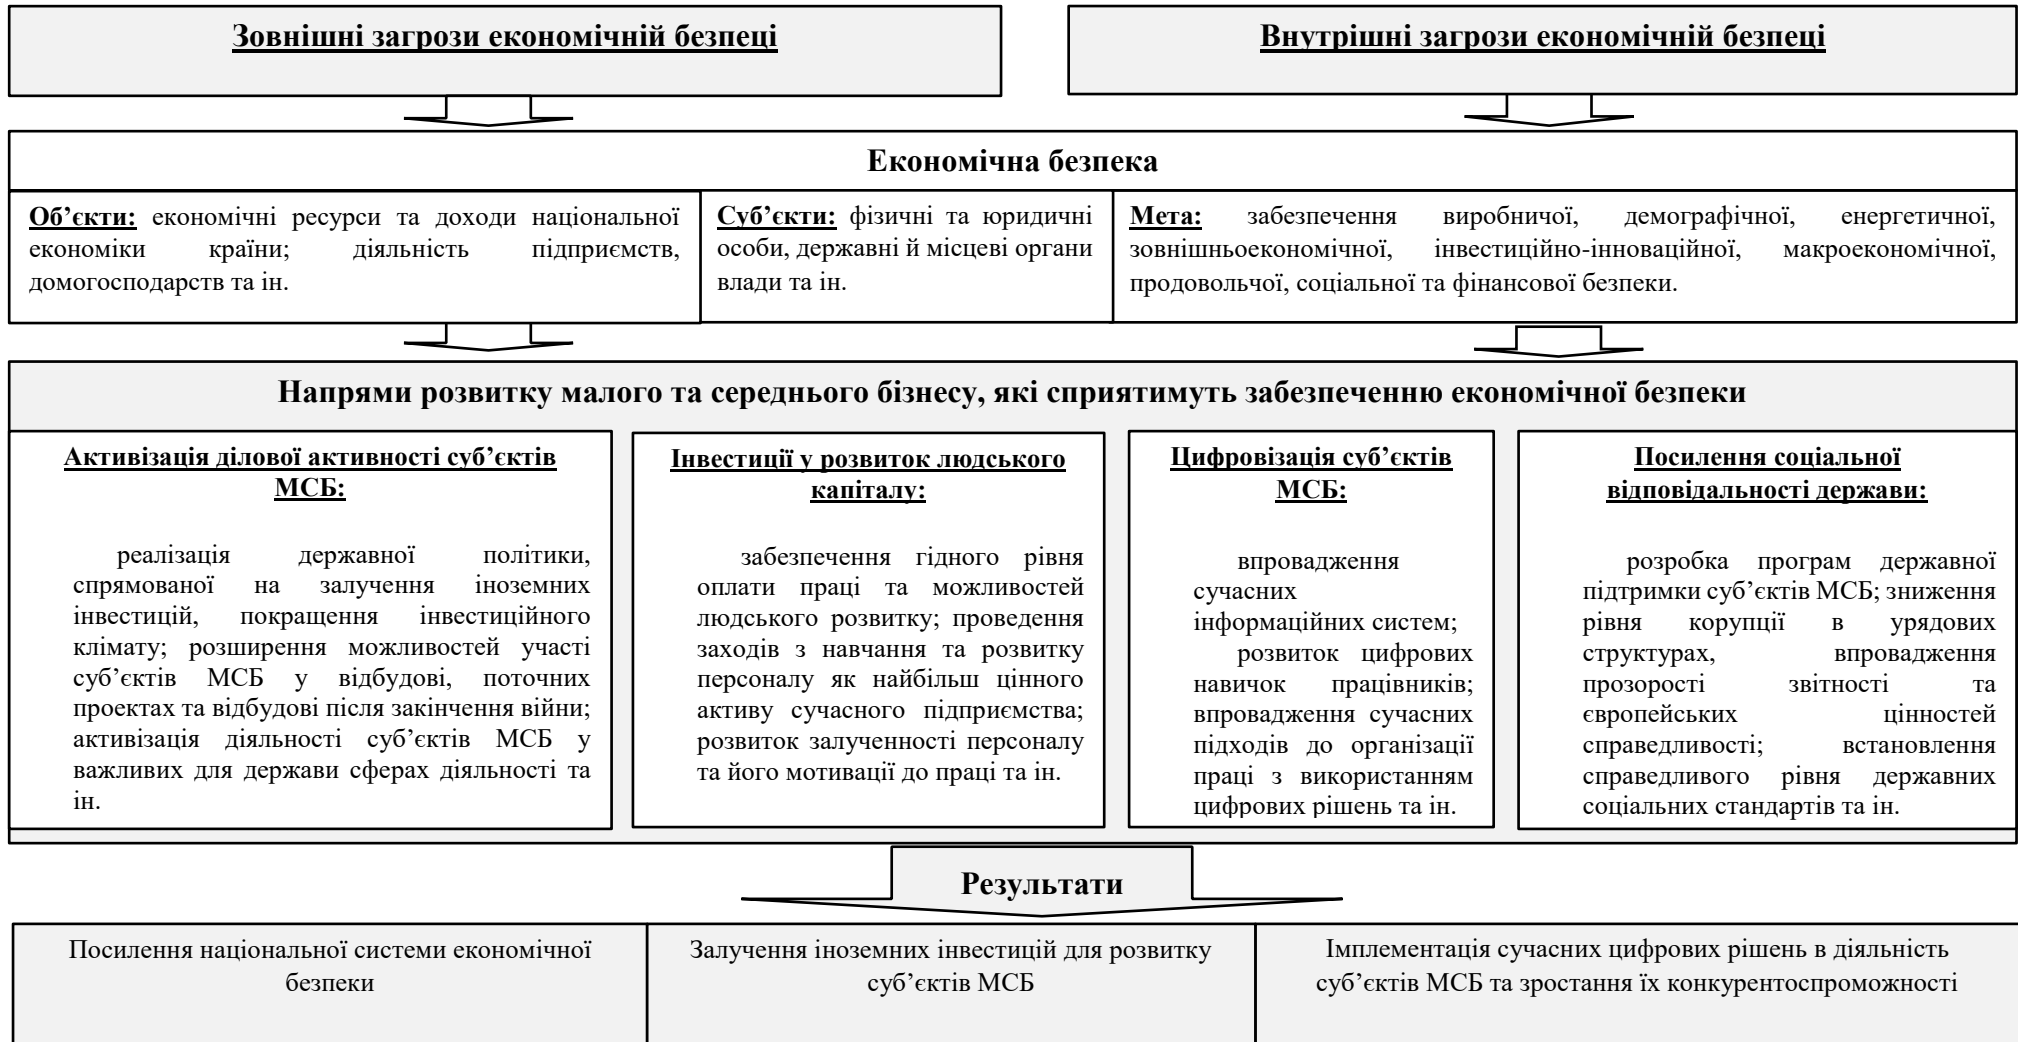 Зовнішні загрози економічній безпеці
Внутрішні загрози економічній безпеці
Економічна безпека
Об’єкти: економічні ресурси та доходи національної
економіки країни; діяльність підприємств,
домогосподарств та ін.
Суб’єкти: фізичні та юридичні
особи, державні й місцеві органи
влади та ін.
Мета: забезпечення виробничої, демографічної, енергетичної,
зовнішньоекономічної, інвестиційно-інноваційної, макроекономічної,
продовольчої, соціальної та фінансової безпеки.
Напрями розвитку малого та середнього бізнесу, які сприятимуть забезпеченню економічної безпеки
Активізація ділової активності суб’єктів
МСБ:
реалізація державної політики,
спрямованої на залучення іноземних
інвестицій, покращення інвестиційного
клімату; розширення можливостей участі
суб’єктів МСБ у відбудові, поточних
проектах та відбудові після закінчення війни;
активізація діяльності суб’єктів МСБ у
важливих для держави сферах діяльності та
ін.
Інвестиції у розвиток людського
капіталу:
забезпечення гідного рівня
оплати праці та можливостей
людського розвитку; проведення
заходів з навчання та розвитку
персоналу як найбільш цінного
активу сучасного підприємства;
розвиток залученності персоналу
та його мотивації до праці та ін.
Цифровізація суб’єктів
МСБ:
впровадження
сучасних
інформаційних систем;
розвиток цифрових
навичок працівників;
впровадження сучасних
підходів до організації
праці з використанням
цифрових рішень та ін.
Посилення соціальної
відповідальності держави:
розробка програм державної
підтримки суб’єктів МСБ; зниження
рівня корупції в урядових
структурах, впровадження
прозорості звітності та
європейських цінностей
справедливості; встановлення
справедливого рівня державних
соціальних стандартів та ін.
Результати
Посилення національної системи економічної
безпеки
Залучення іноземних інвестицій для розвитку
суб’єктів МСБ
Імплементація сучасних цифрових рішень в діяльність
суб’єктів МСБ та зростання їх конкурентоспроможності